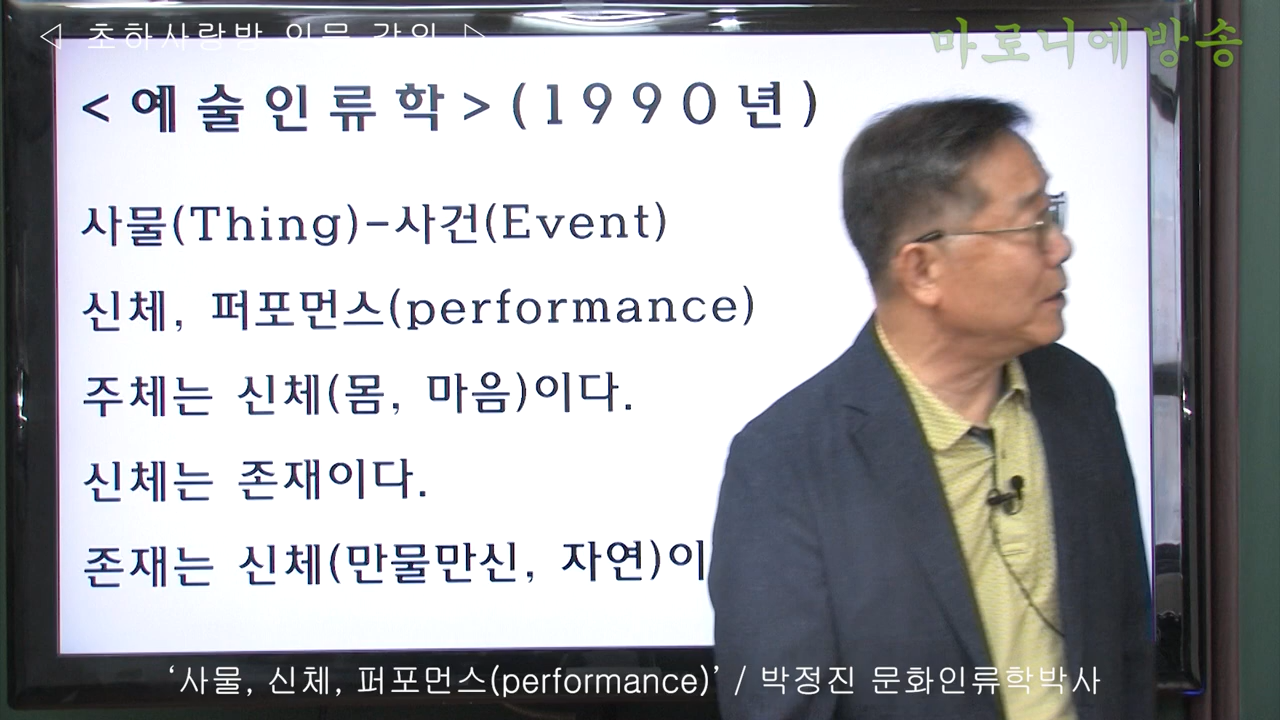 ◁ 초하사랑방 인문 강의 ▷
마로니에방송
<예술인류학>(1990년)
사물(Thing)-사건(Event)
신체, 퍼포먼스(performance)
주체는 신체(몸, 마음)이다.
신체는 존재이다.
존재는 신체(만물만신, 자연)이
‘사물, 신체, 퍼포먼스(performance)’ / 박정진 문화인류학박사